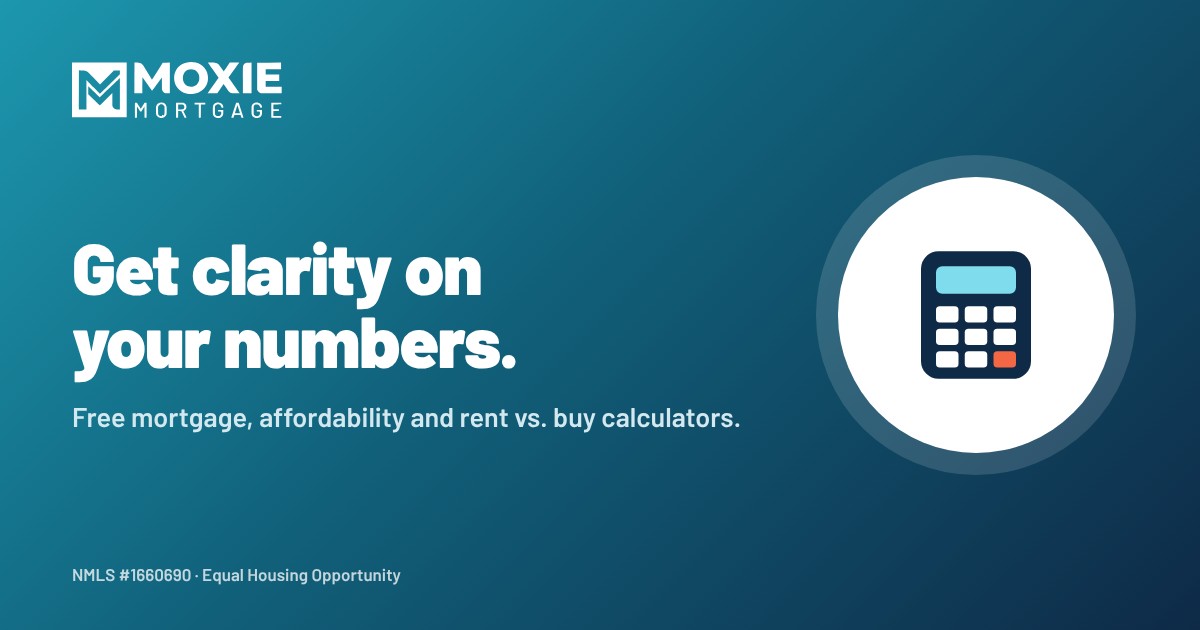 MOXIE
MORTGAGE
Get clarity on
your numbers.
Free mortgage, affordability and rent vs. buy calculators.
NMLS #1660690 · Equal Housing Opportunity